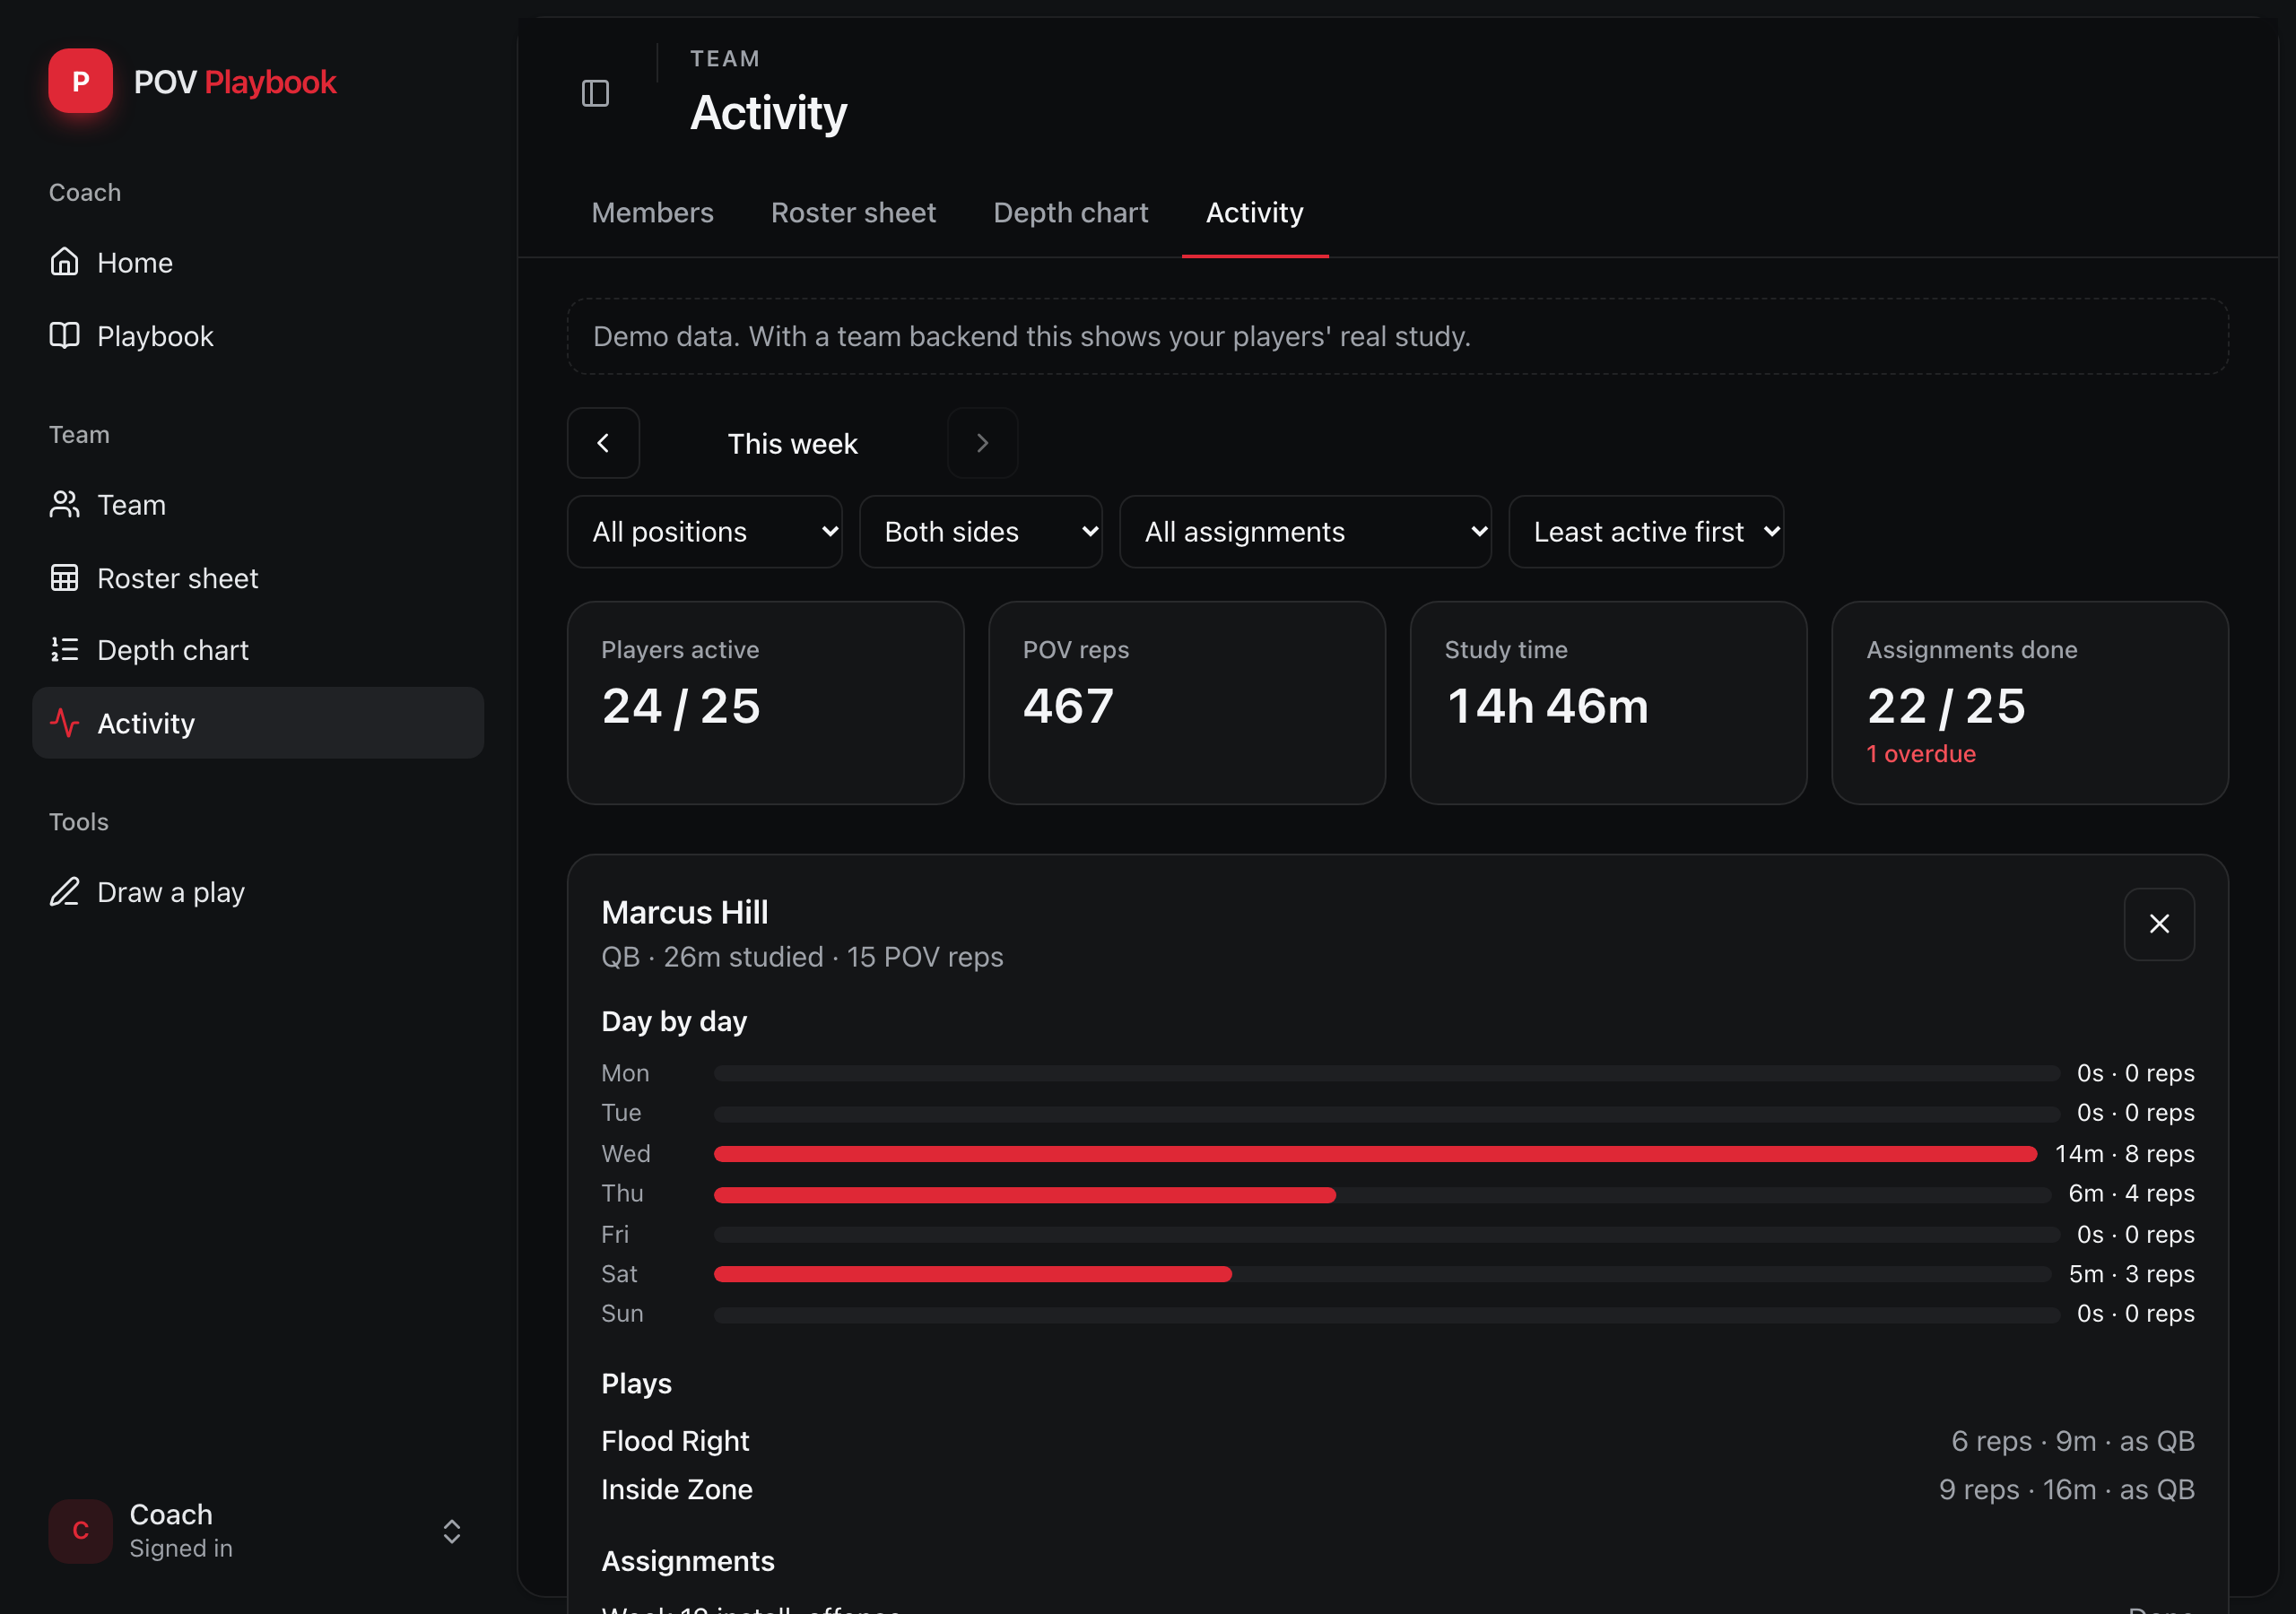 P
POV Playbook
Coach
Home
Playbook
Team
Team
Roster sheet
Depth chart
Activity
Tools
Draw a play
C
Coach
Signed in
TEAM
Activity
Members
Roster sheet
Depth chart
Activity
Demo data. With a team backend this shows your players' real study.
This week
All positions
Both sides
All assignments
Least active first
Players active
24 / 25
POV reps
467
Study time
14h 46m
Assignments done
22 / 25
1 overdue
Marcus Hill
QB · 26m studied · 15 POV reps
Day by day
Mon 0s · 0 reps
Tue 0s · 0 reps
Wed 14m · 8 reps
Thu 6m · 4 reps
Fri 0s · 0 reps
Sat 5m · 3 reps
Sun 0s · 0 reps
Plays
Flood Right 6 reps · 9m · as QB
Inside Zone 9 reps · 16m · as QB
Assignments